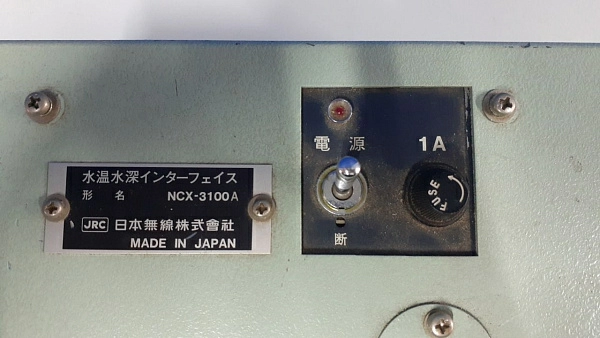 水温水深インターフェイス
形名 NCX-3100A
JRC 日本無線株式會社
MADE IN JAPAN
電源
断
1A
FUSE